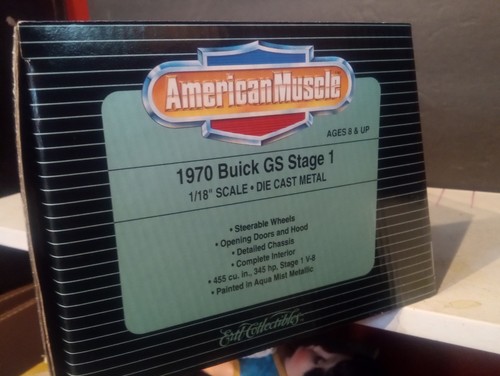 AmericanMuscle
AGES 8 & UP
1970 Buick GS Stage 1
1/18" SCALE • DIE CAST METAL
• Steerable Wheels
• Opening Doors and Hood
• Detailed Chassis
• Complete Interior
• 455 cu. in., 345 hp, Stage 1 V-8
• Painted in Aqua Mist Metallic
Ertl Collectibles